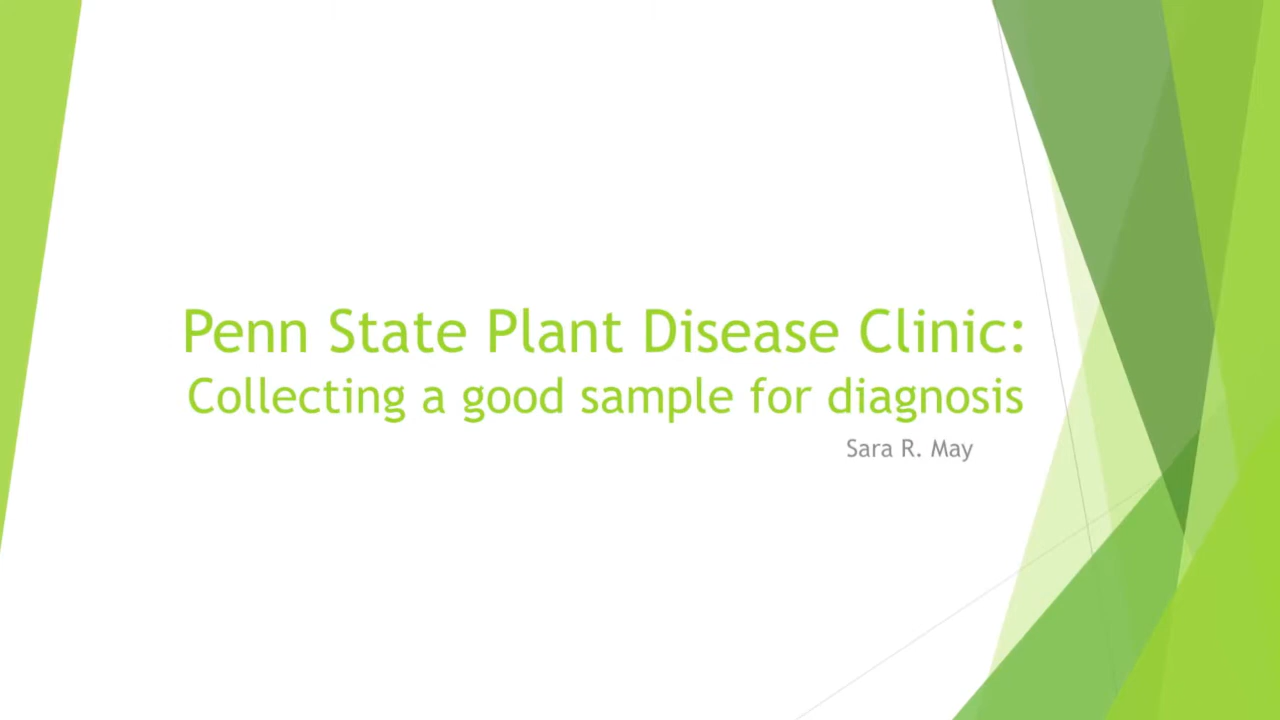 Penn State Plant Disease Clinic:
Collecting a good sample for diagnosis
Sara R. May